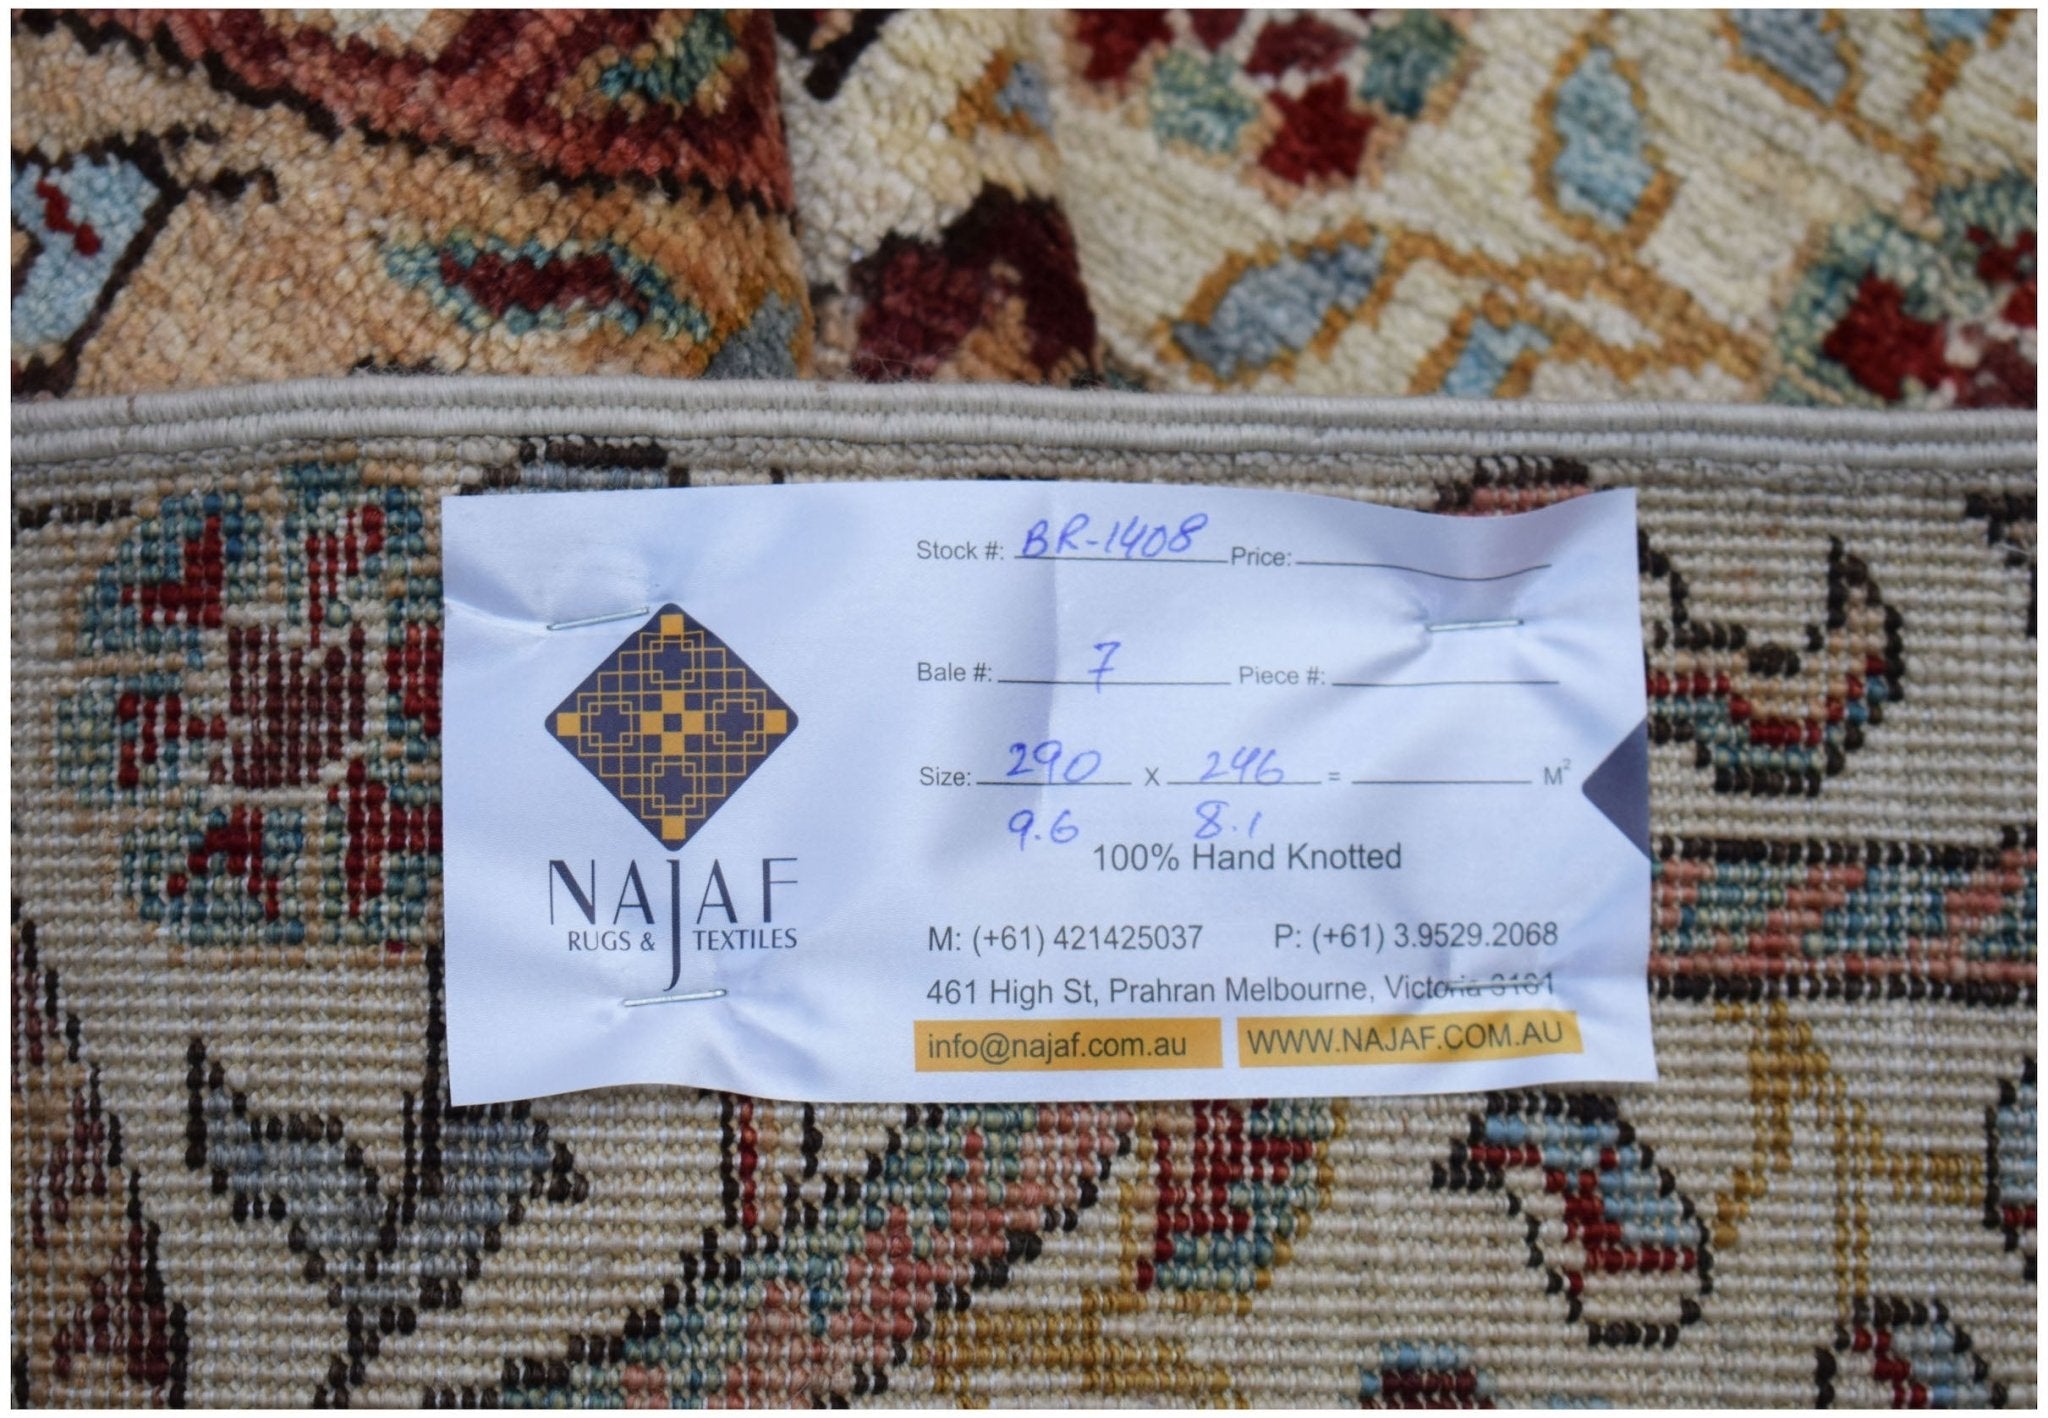 Stock #: BR-1408 Price:
Bale #: 7 Piece #:
Size: 290 X 246 = M²
9.6 8.1
100% Hand Knotted
NAJAF
RUGS & TEXTILES
M: (+61) 421425037 P: (+61) 3.9529.2068
461 High St, Prahran Melbourne, Victoria 3181
info@najaf.com.au WWW.NAJAF.COM.AU